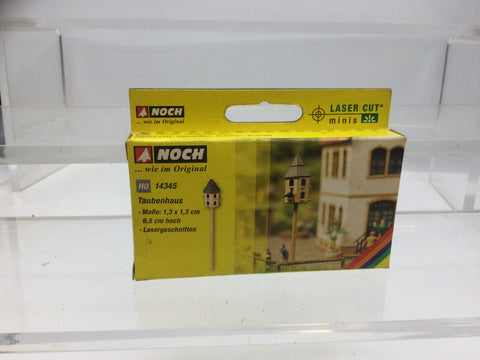 NOCH
... wie im Original
LASER CUT®
minis
NOCH
... wie im Original
H0 14345
Taubenhaus
• Maße: 1,3 x 1,3 cm
6,5 cm hoch
• Lasergeschnitten